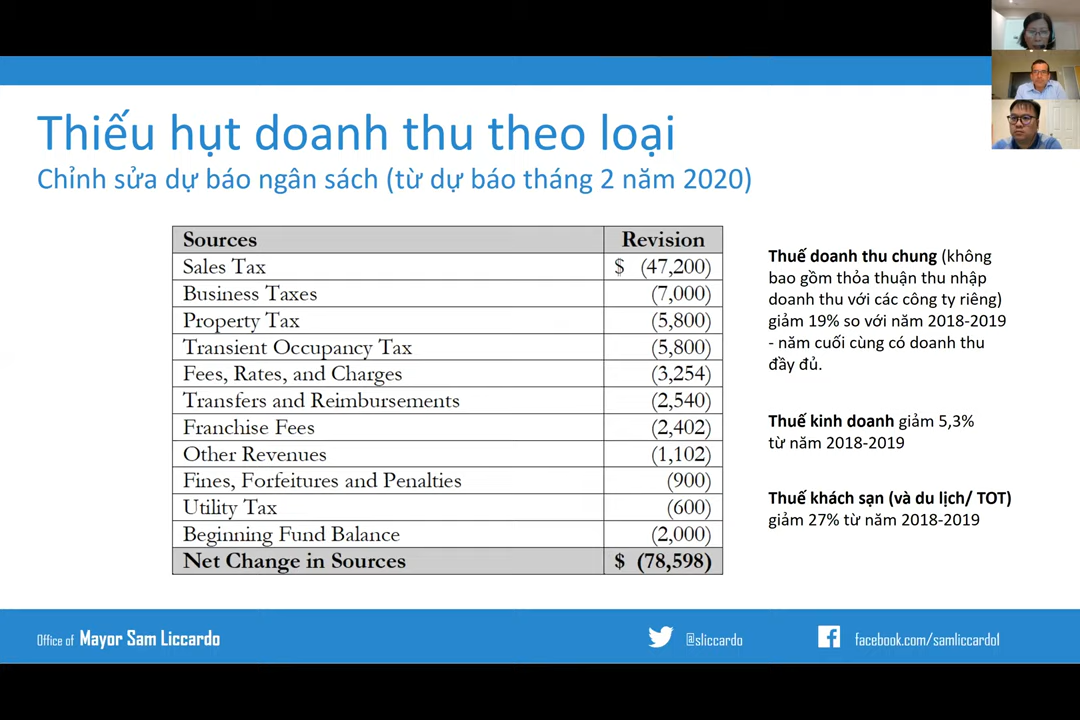 Thiếu hụt doanh thu theo loại
Chỉnh sửa dự báo ngân sách (từ dự báo tháng 2 năm 2020)
Sources Revision
Sales Tax $ (47,200)
Business Taxes (7,000)
Property Tax (5,800)
Transient Occupancy Tax (5,800)
Fees, Rates, and Charges (3,254)
Transfers and Reimbursements (2,540)
Franchise Fees (2,402)
Other Revenues (1,102)
Fines, Forfeitures and Penalties (900)
Utility Tax (600)
Beginning Fund Balance (2,000)
Net Change in Sources $ (78,598)
Thuế doanh thu chung (không
bao gồm thỏa thuận thu nhập
doanh thu với các công ty riêng)
giảm 19% so với năm 2018-2019
- năm cuối cùng có doanh thu
đầy đủ.
Thuế kinh doanh giảm 5,3%
từ năm 2018-2019
Thuế khách sạn (và du lịch/ TOT)
giảm 27% từ năm 2018-2019
Office of Mayor Sam Liccardo
@sliccardo
facebook.com/samliccardo1